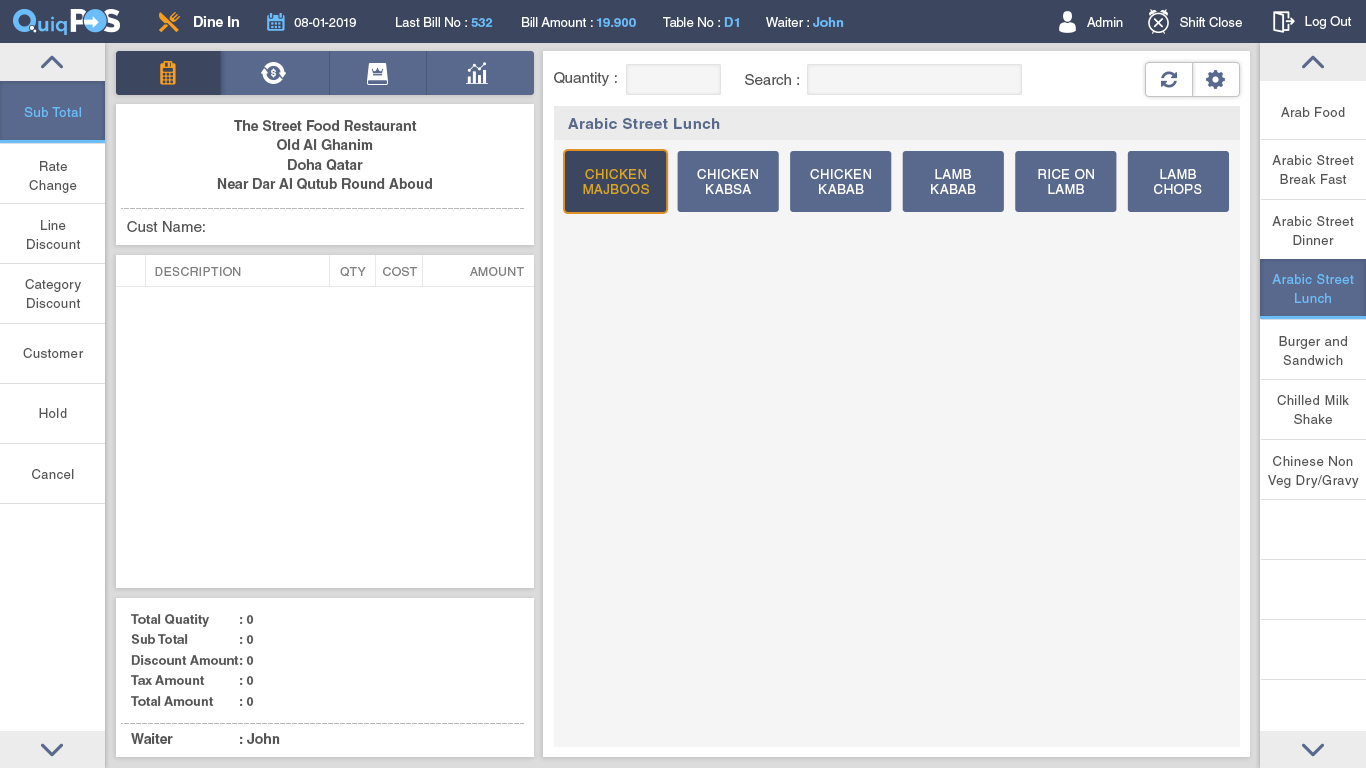 QuiqPOS
Dine In
08-01-2019
Last Bill No : 532
Bill Amount : 19.900
Table No : D1
Waiter : John
Admin
Shift Close
Log Out
Sub Total
Rate
Change
Line
Discount
Category
Discount
Customer
Hold
Cancel
The Street Food Restaurant
Old Al Ghanim
Doha Qatar
Near Dar Al Qutub Round Aboud
Cust Name:
DESCRIPTION QTY COST AMOUNT
Total Quatity : 0
Sub Total : 0
Discount Amount: 0
Tax Amount : 0
Total Amount : 0
Waiter : John
Quantity :
Search :
Arabic Street Lunch
CHICKEN
MAJBOOS
CHICKEN
KABSA
CHICKEN
KABAB
LAMB
KABAB
RICE ON
LAMB
LAMB
CHOPS
Arab Food
Arabic Street
Break Fast
Arabic Street
Dinner
Arabic Street
Lunch
Burger and
Sandwich
Chilled Milk
Shake
Chinese Non
Veg Dry/Gravy